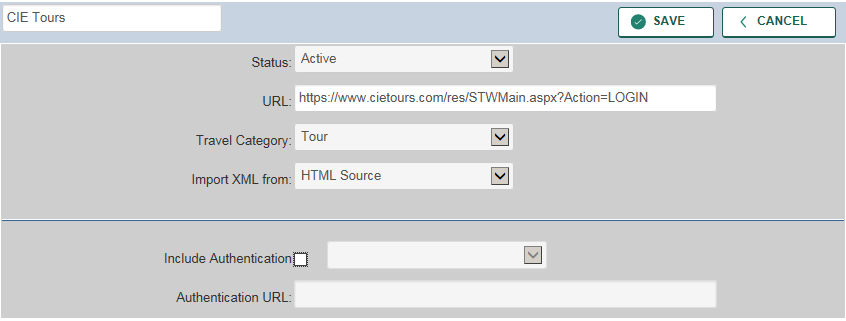 CIE Tours
SAVE
CANCEL
Status: Active
URL: https://www.cietours.com/res/STWMain.aspx?Action=LOGIN
Travel Category: Tour
Import XML from: HTML Source
Include Authentication
Authentication URL: